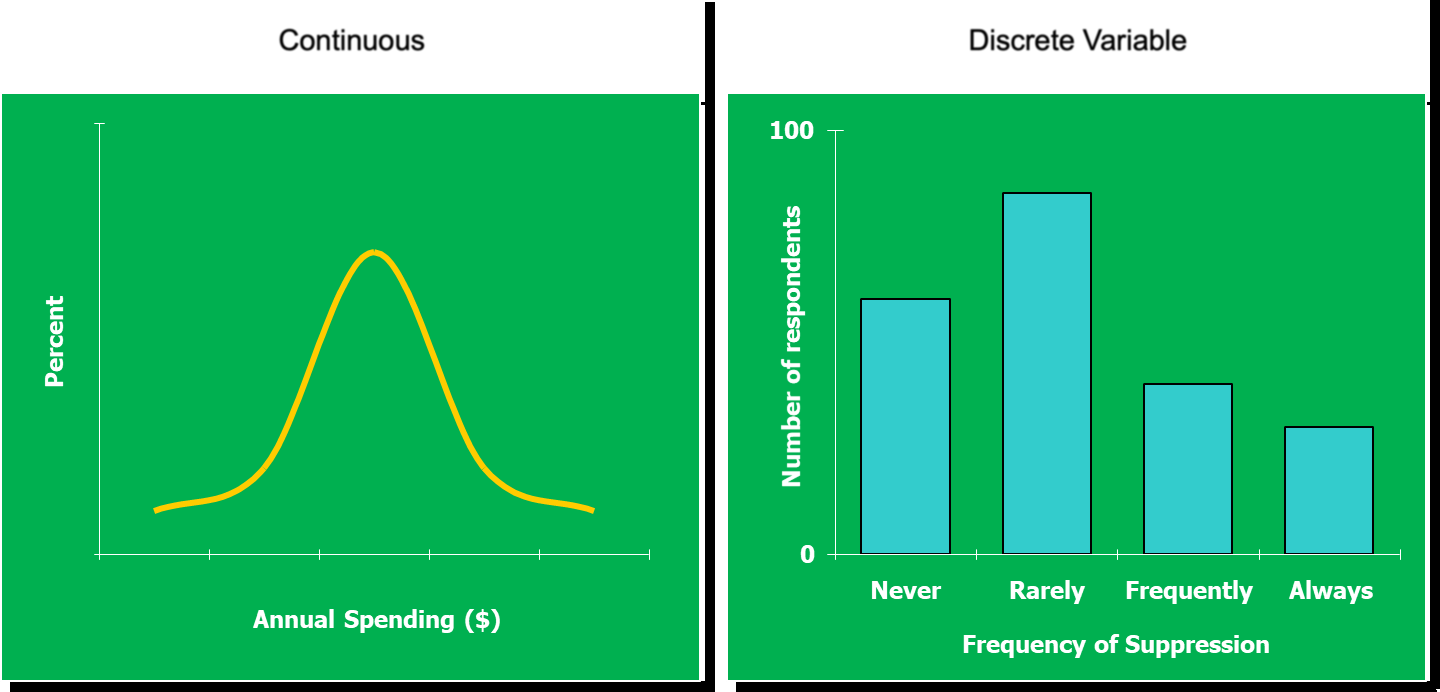 Continuous
Percent
Annual Spending ($)
Discrete Variable
100
Number of respondents
0
Never Rarely Frequently Always
Frequency of Suppression